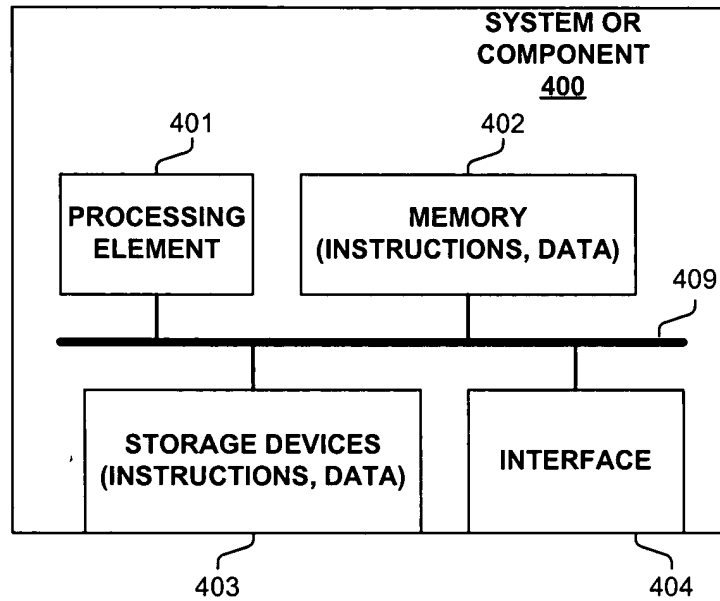 SYSTEM OR
COMPONENT
400
401
402
PROCESSING
ELEMENT
MEMORY
(INSTRUCTIONS, DATA)
409
STORAGE DEVICES
(INSTRUCTIONS, DATA)
INTERFACE
403
404